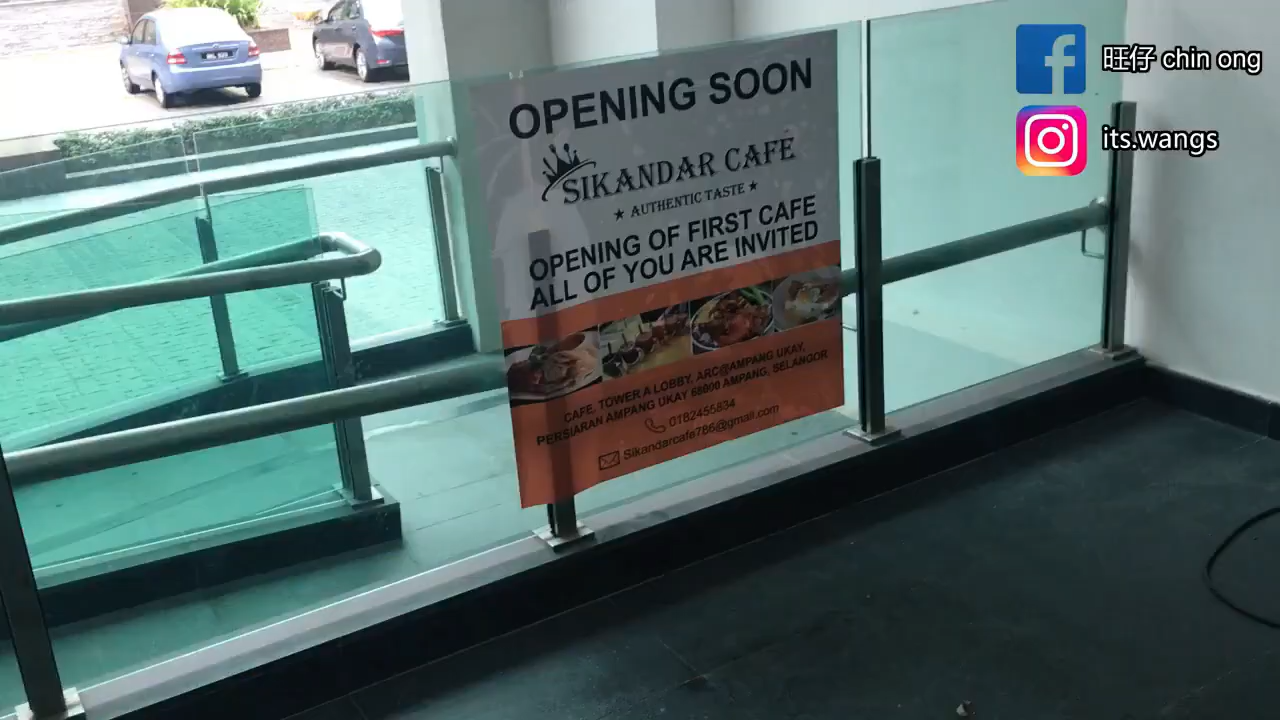 旺仔 chin ong
its.wangs
OPENING SOON
SIKANDAR CAFE
★ AUTHENTIC TASTE ★
OPENING OF FIRST CAFE
ALL OF YOU ARE INVITED
CAFE, TOWER A LOBBY, ARC@AMPANG UKAY,
PERSIARAN AMPANG UKAY 68000 AMPANG, SELANGOR
0182455834
Sikandarcafe786@gmail.com